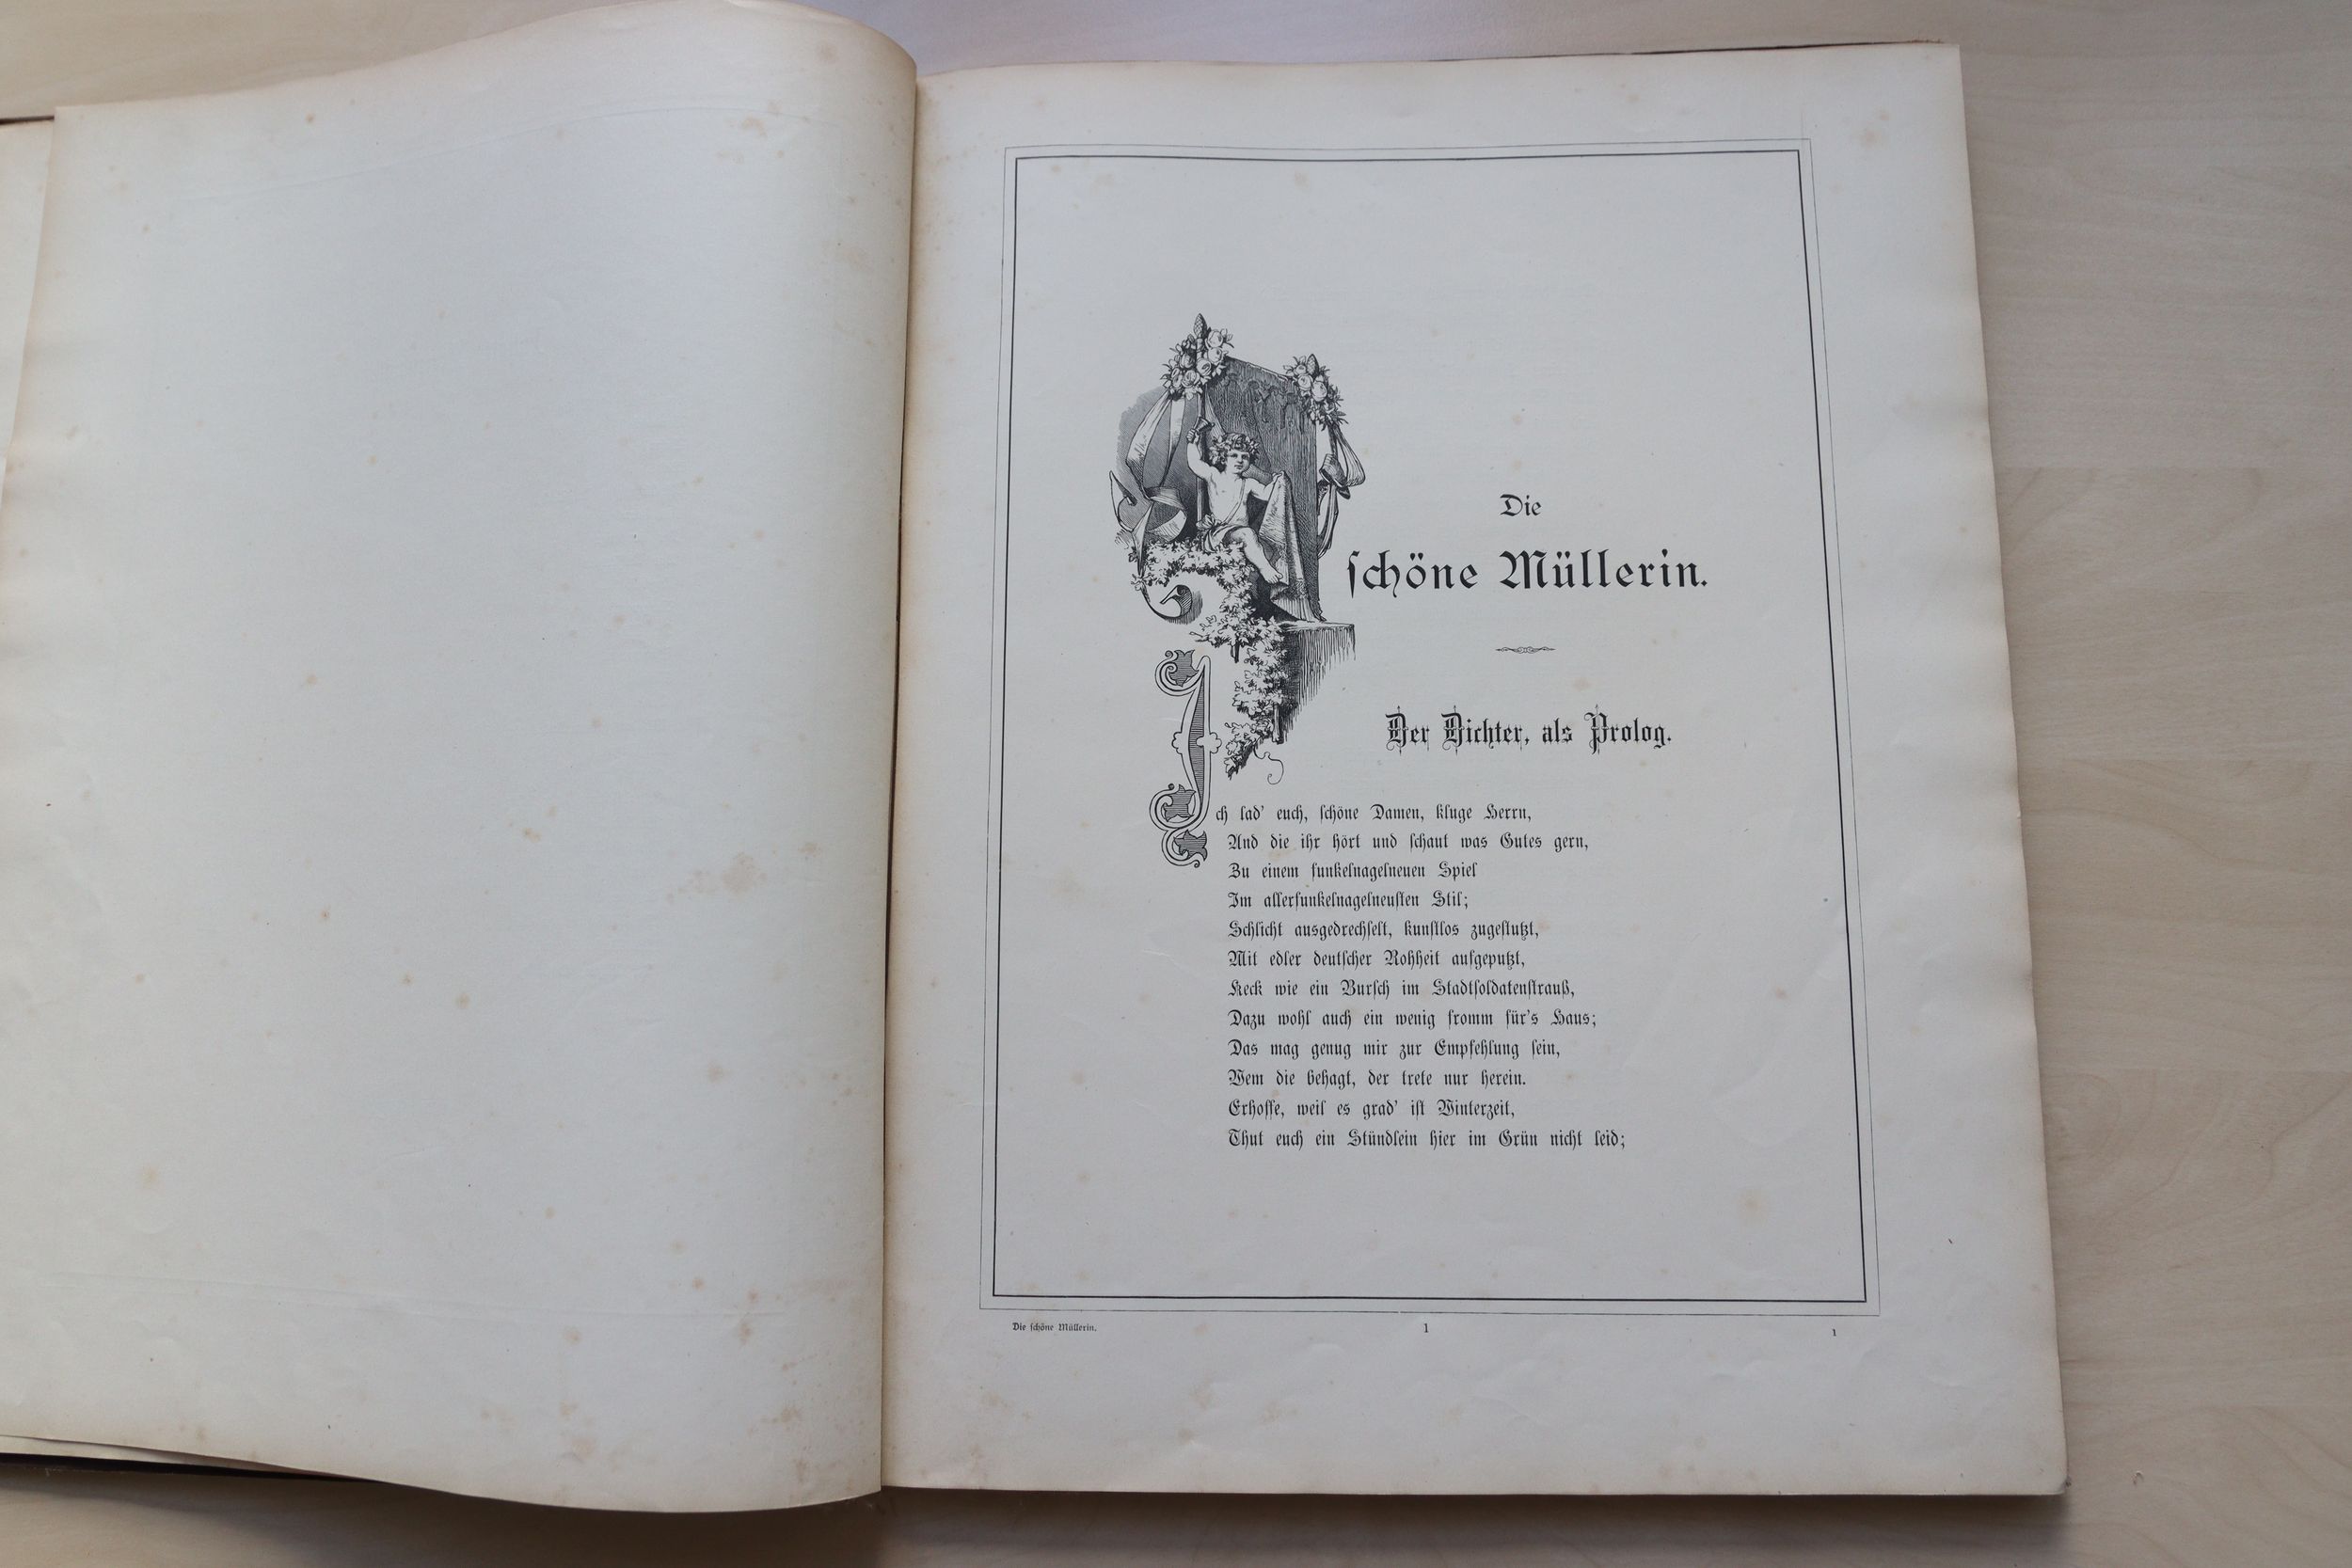 Die
ſchöne Müllerin.
Der Dichter, als Prolog.
Ich lad' euch, ſchöne Damen, kluge Herrn,
Und die ihr hört und ſchaut was Gutes gern,
Zu einem funkelnagelneuen Spiel
Im allerfunkelnagelneuſten Stil;
Schlicht ausgedrechſelt, kunſtlos zugeſtutzt,
Mit edler deutſcher Rohheit aufgeputzt,
Keck wie ein Burſch im Stadtſoldatenſtrauß,
Dazu wohl auch ein wenig fromm für's Haus;
Das mag genug mir zur Empfehlung ſein,
Wem die behagt, der trete nur herein.
Erhoffe, weil es grad' iſt Winterzeit,
Thut euch ein Stündlein hier im Grün nicht leid;
Die ſchöne Müllerin. 1 1